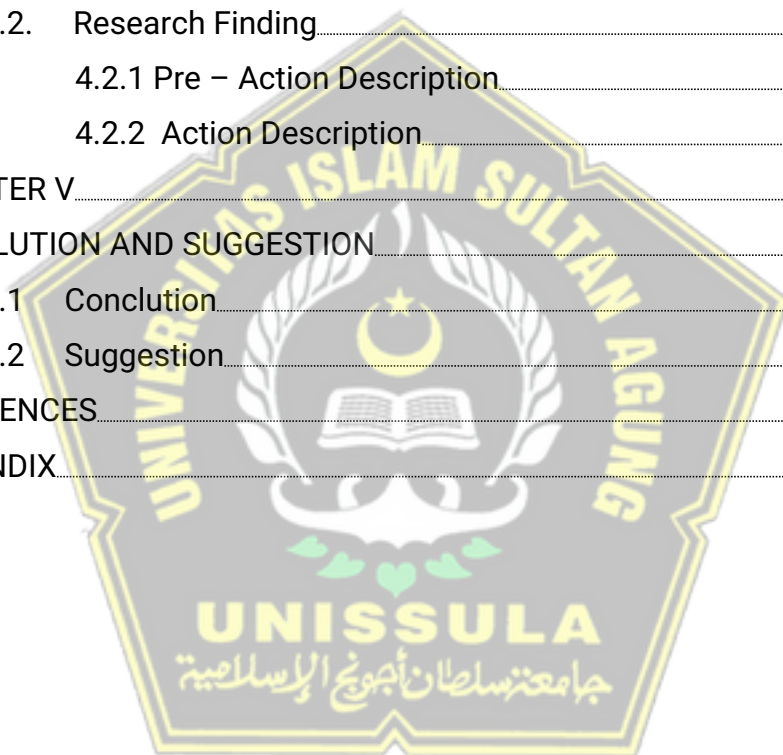 .2. Research Finding
4.2.1 Pre – Action Description
4.2.2 Action Description
TER V
LUTION AND SUGGESTION
.1 Conclution
.2 Suggestion
ENCES
NDIX
UNIVERSITAS ISLAM SULTAN AGUNG
UNISSULA
جامعة سلطان أجونج الإسلامية